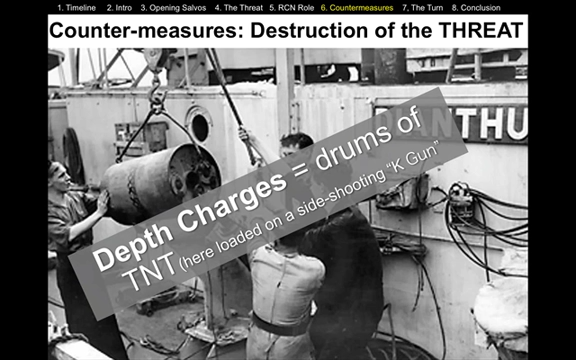 1. Timeline 2. Intro 3. Opening Salvos 4. The Threat 5. RCN Role 6. Countermeasures 7. The Turn 8. Conclusion
Counter-measures: Destruction of the THREAT
Depth Charges = drums of
TNT (here loaded on a side-shooting “K Gun”